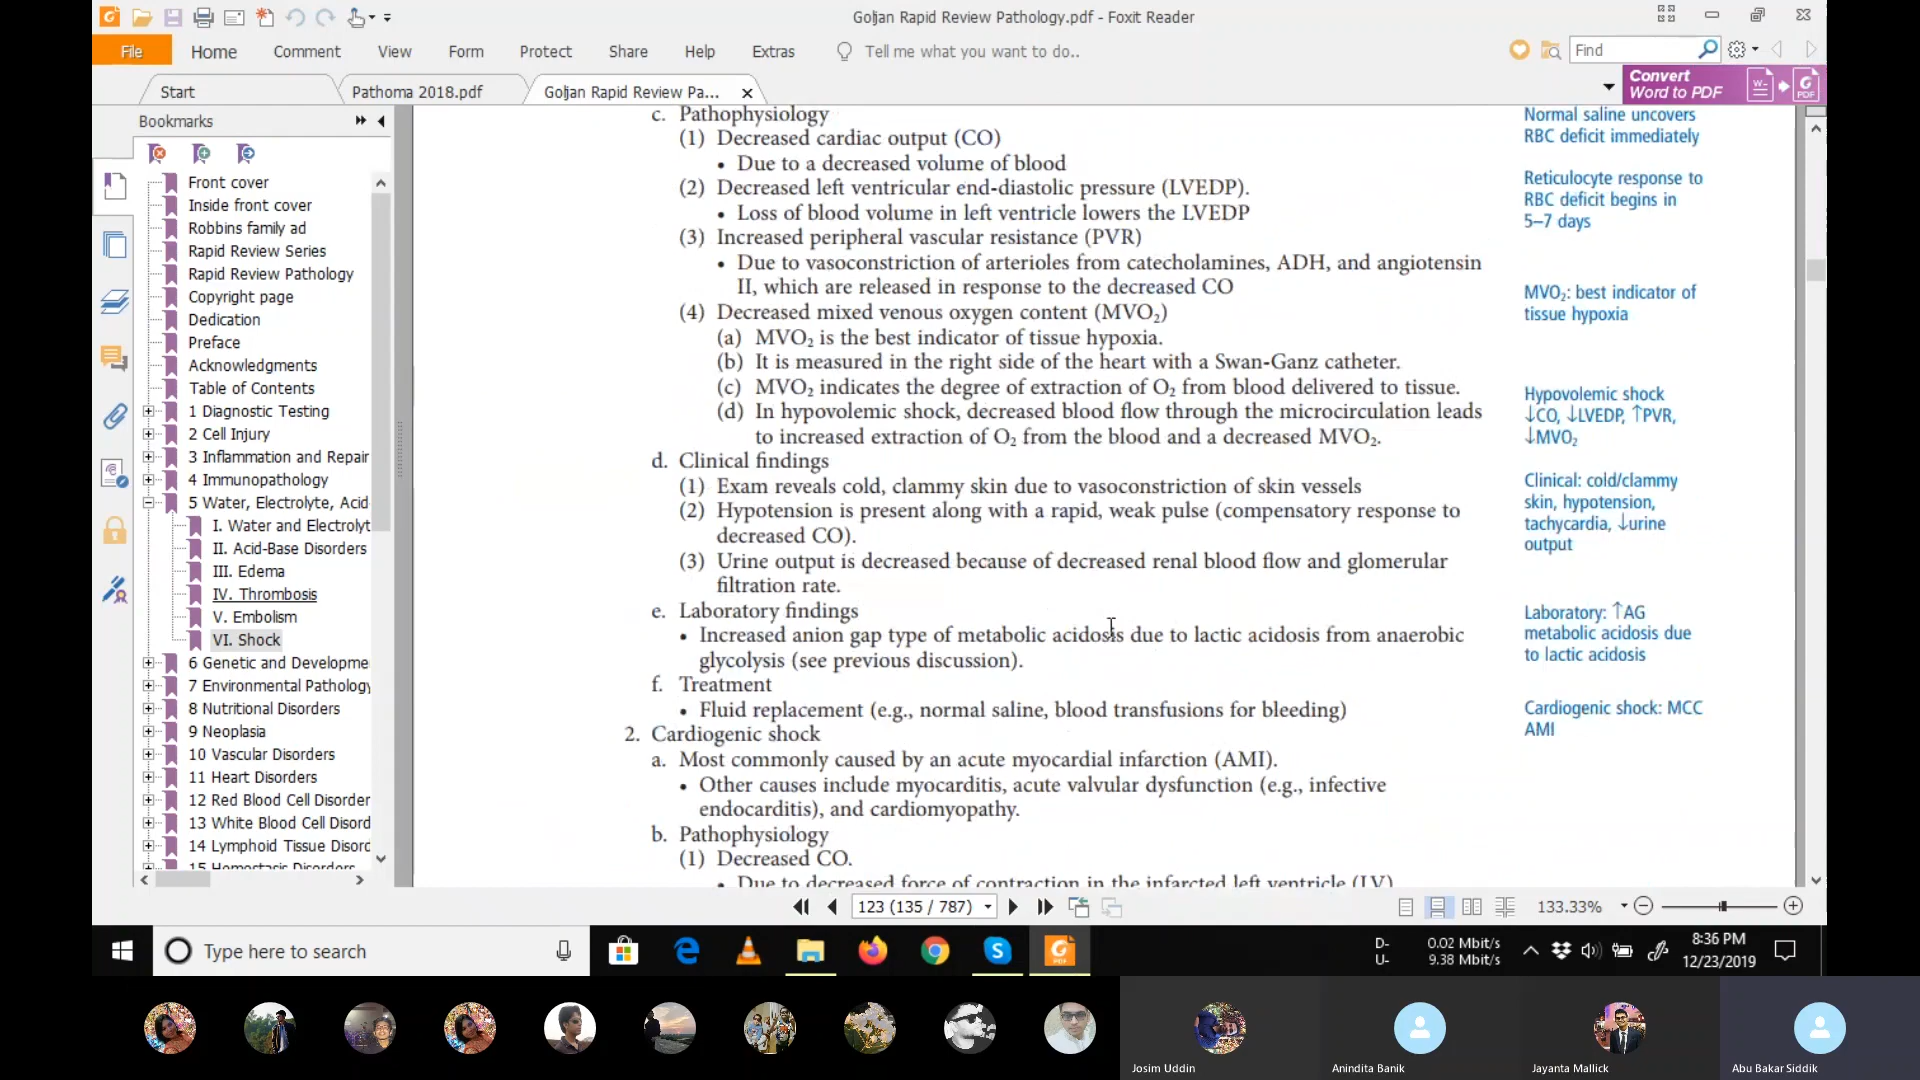 Goljan Rapid Review Pathology.pdf - Foxit Reader
File Home Comment View Form Protect Share Help Extras Tell me what you want to do.. Find
Start Pathoma 2018.pdf Goljan Rapid Review Pa...
Convert
Word to PDF
Bookmarks
Front cover
Inside front cover
Robbins family ad
Rapid Review Series
Rapid Review Pathology
Copyright page
Dedication
Preface
Acknowledgments
Table of Contents
1 Diagnostic Testing
2 Cell Injury
3 Inflammation and Repair
4 Immunopathology
5 Water, Electrolyte, Acid
I. Water and Electrolyt
II. Acid-Base Disorders
III. Edema
IV. Thrombosis
V. Embolism
VI. Shock
6 Genetic and Developme
7 Environmental Pathology
8 Nutritional Disorders
9 Neoplasia
10 Vascular Disorders
11 Heart Disorders
12 Red Blood Cell Disorder
13 White Blood Cell Disord
14 Lymphoid Tissue Disord
15 Hemostasis Disorders
c. Pathophysiology
(1) Decreased cardiac output (CO)
• Due to a decreased volume of blood
(2) Decreased left ventricular end-diastolic pressure (LVEDP).
• Loss of blood volume in left ventricle lowers the LVEDP
(3) Increased peripheral vascular resistance (PVR)
• Due to vasoconstriction of arterioles from catecholamines, ADH, and angiotensin
II, which are released in response to the decreased CO
(4) Decreased mixed venous oxygen content (MVO₂)
(a) MVO₂ is the best indicator of tissue hypoxia.
(b) It is measured in the right side of the heart with a Swan-Ganz catheter.
(c) MVO₂ indicates the degree of extraction of O₂ from blood delivered to tissue.
(d) In hypovolemic shock, decreased blood flow through the microcirculation leads
to increased extraction of O₂ from the blood and a decreased MVO₂.
d. Clinical findings
(1) Exam reveals cold, clammy skin due to vasoconstriction of skin vessels
(2) Hypotension is present along with a rapid, weak pulse (compensatory response to
decreased CO).
(3) Urine output is decreased because of decreased renal blood flow and glomerular
filtration rate.
e. Laboratory findings
• Increased anion gap type of metabolic acidosis due to lactic acidosis from anaerobic
glycolysis (see previous discussion).
f. Treatment
• Fluid replacement (e.g., normal saline, blood transfusions for bleeding)
2. Cardiogenic shock
a. Most commonly caused by an acute myocardial infarction (AMI).
• Other causes include myocarditis, acute valvular dysfunction (e.g., infective
endocarditis), and cardiomyopathy.
b. Pathophysiology
(1) Decreased CO.
• Due to decreased force of contraction in the infarcted left ventricle (LV)
Normal saline uncovers
RBC deficit immediately
Reticulocyte response to
RBC deficit begins in
5–7 days
MVO₂: best indicator of
tissue hypoxia
Hypovolemic shock
↓CO, ↓LVEDP, ↑PVR,
↓MVO₂
Clinical: cold/clammy
skin, hypotension,
tachycardia, ↓urine
output
Laboratory: ↑AG
metabolic acidosis due
to lactic acidosis
Cardiogenic shock: MCC
AMI
123 (135 / 787) 133.33%
Type here to search
D- 0.02 Mbit/s
U- 9.38 Mbit/s
8:36 PM
12/23/2019
Josim Uddin Anindita Banik Jayanta Mallick Abu Bakar Siddik